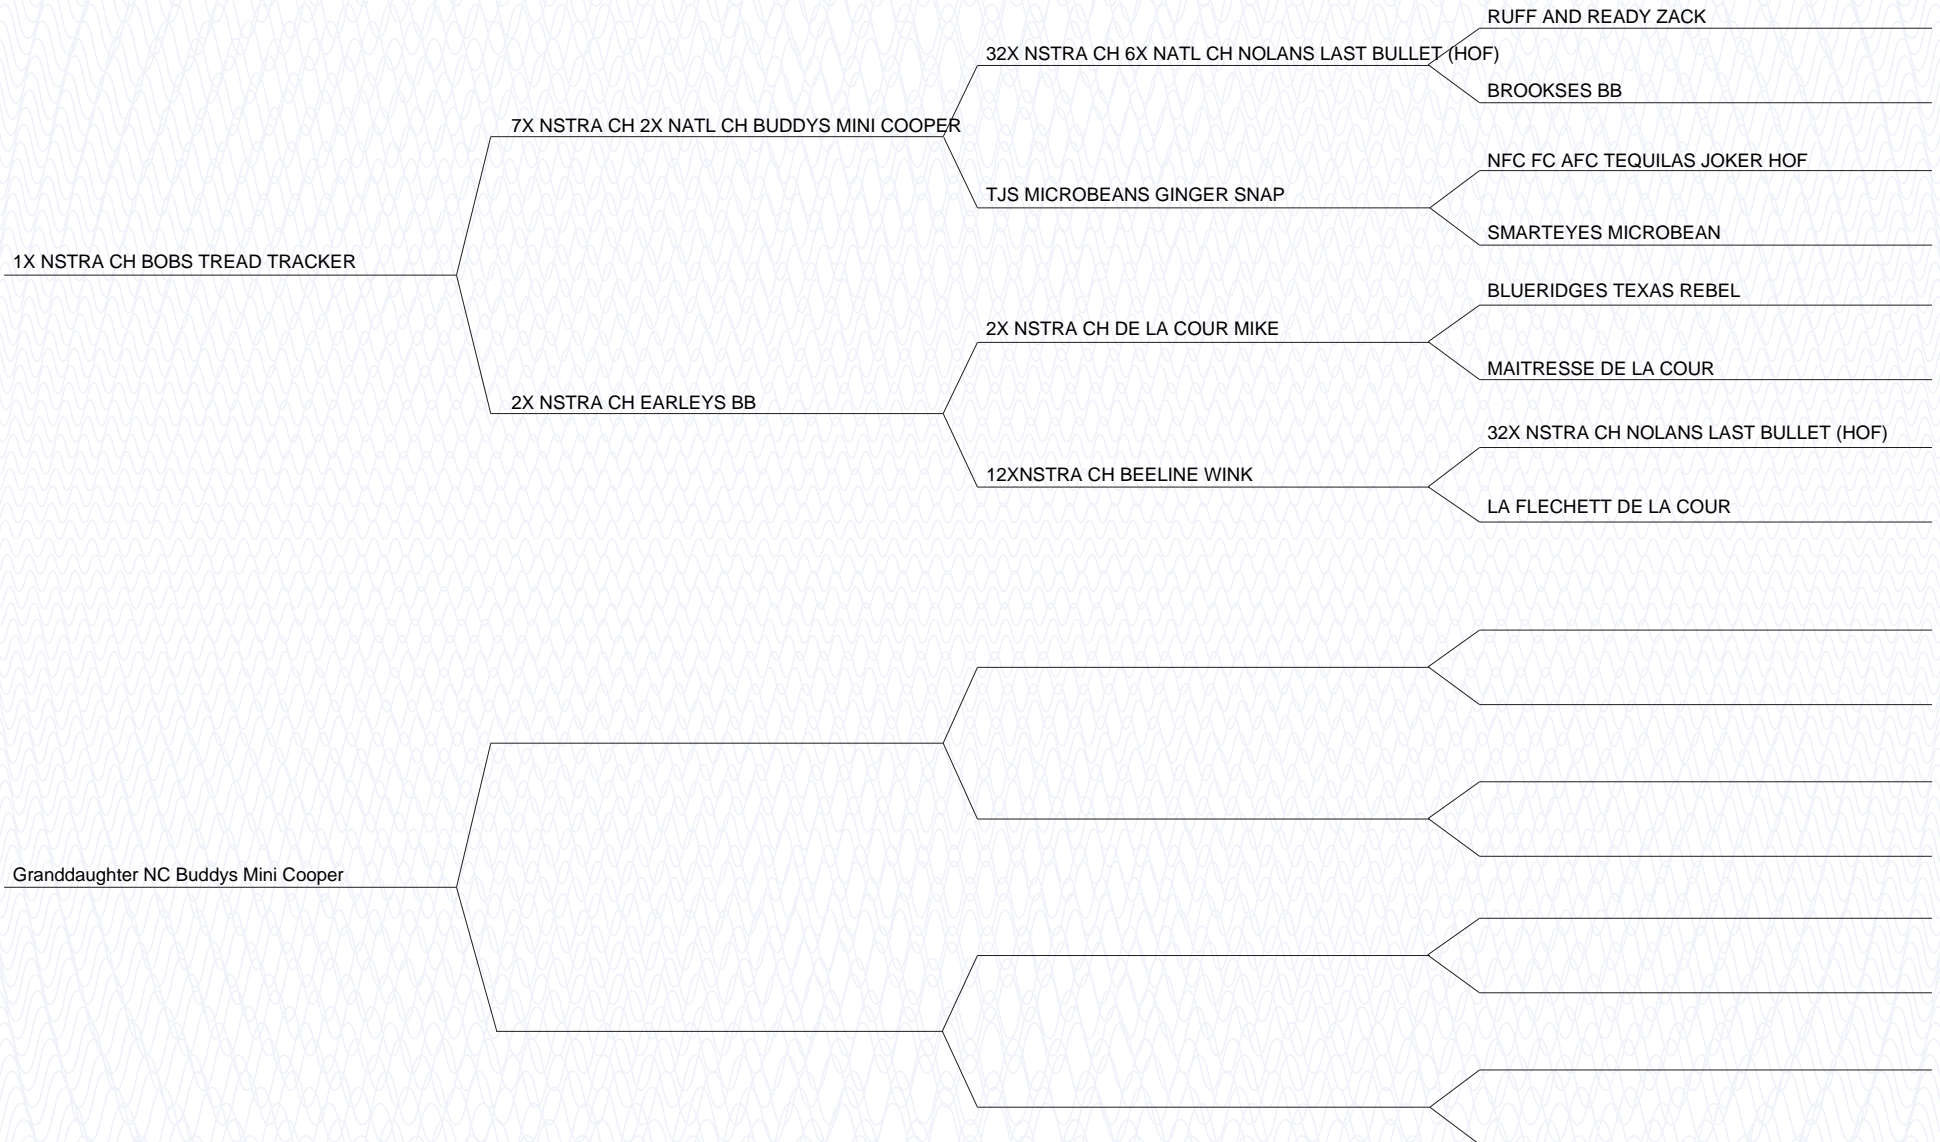 RUFF AND READY ZACK
32X NSTRA CH 6X NATL CH NOLANS LAST BULLET (HOF)
BROOKSES BB
7X NSTRA CH 2X NATL CH BUDDYS MINI COOPER
NFC FC AFC TEQUILAS JOKER HOF
TJS MICROBEANS GINGER SNAP
SMARTEYES MICROBEAN
1X NSTRA CH BOBS TREAD TRACKER
BLUERIDGES TEXAS REBEL
2X NSTRA CH DE LA COUR MIKE
MAITRESSE DE LA COUR
2X NSTRA CH EARLEYS BB
32X NSTRA CH NOLANS LAST BULLET (HOF)
12XNSTRA CH BEELINE WINK
LA FLECHETT DE LA COUR
Granddaughter NC Buddys Mini Cooper